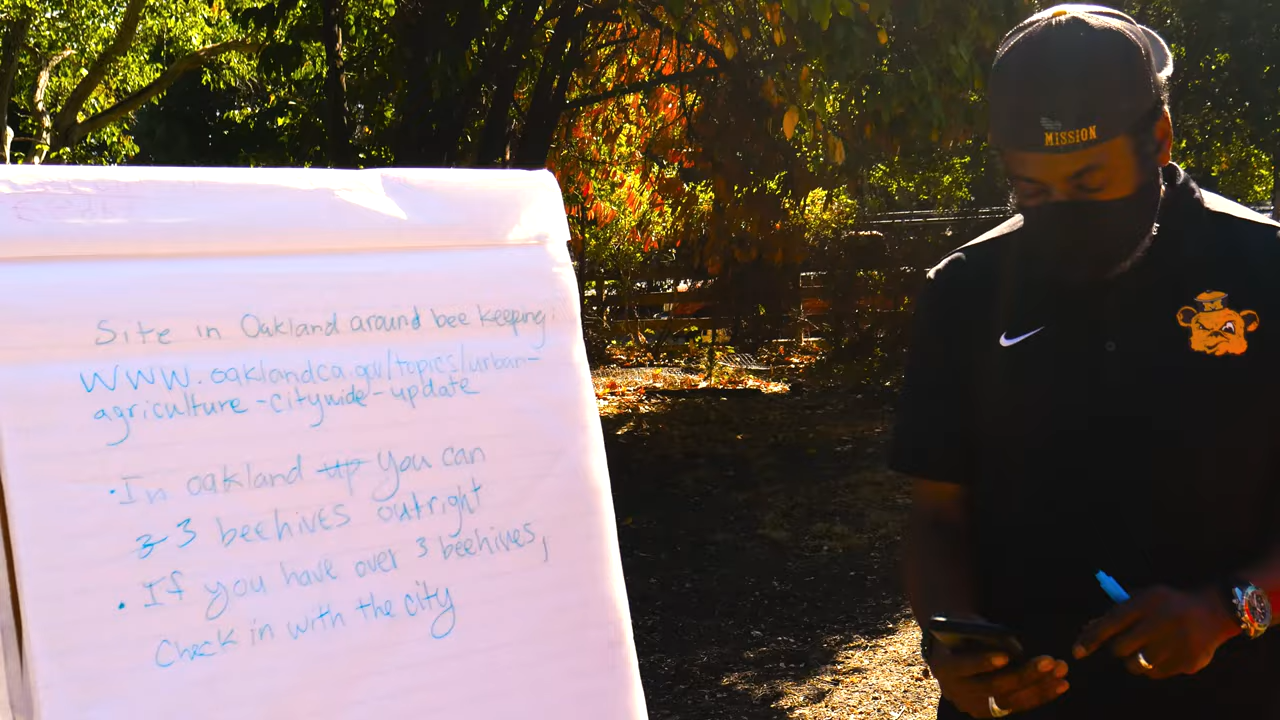 Site in Oakland around bee keeping:
WWW.oaklandca.gov/topics/urban-
agriculture-citywide-update
• In oakland up you can
3 3 beehives outright
• If you have over 3 beehives,
Check in with the city
MISSION